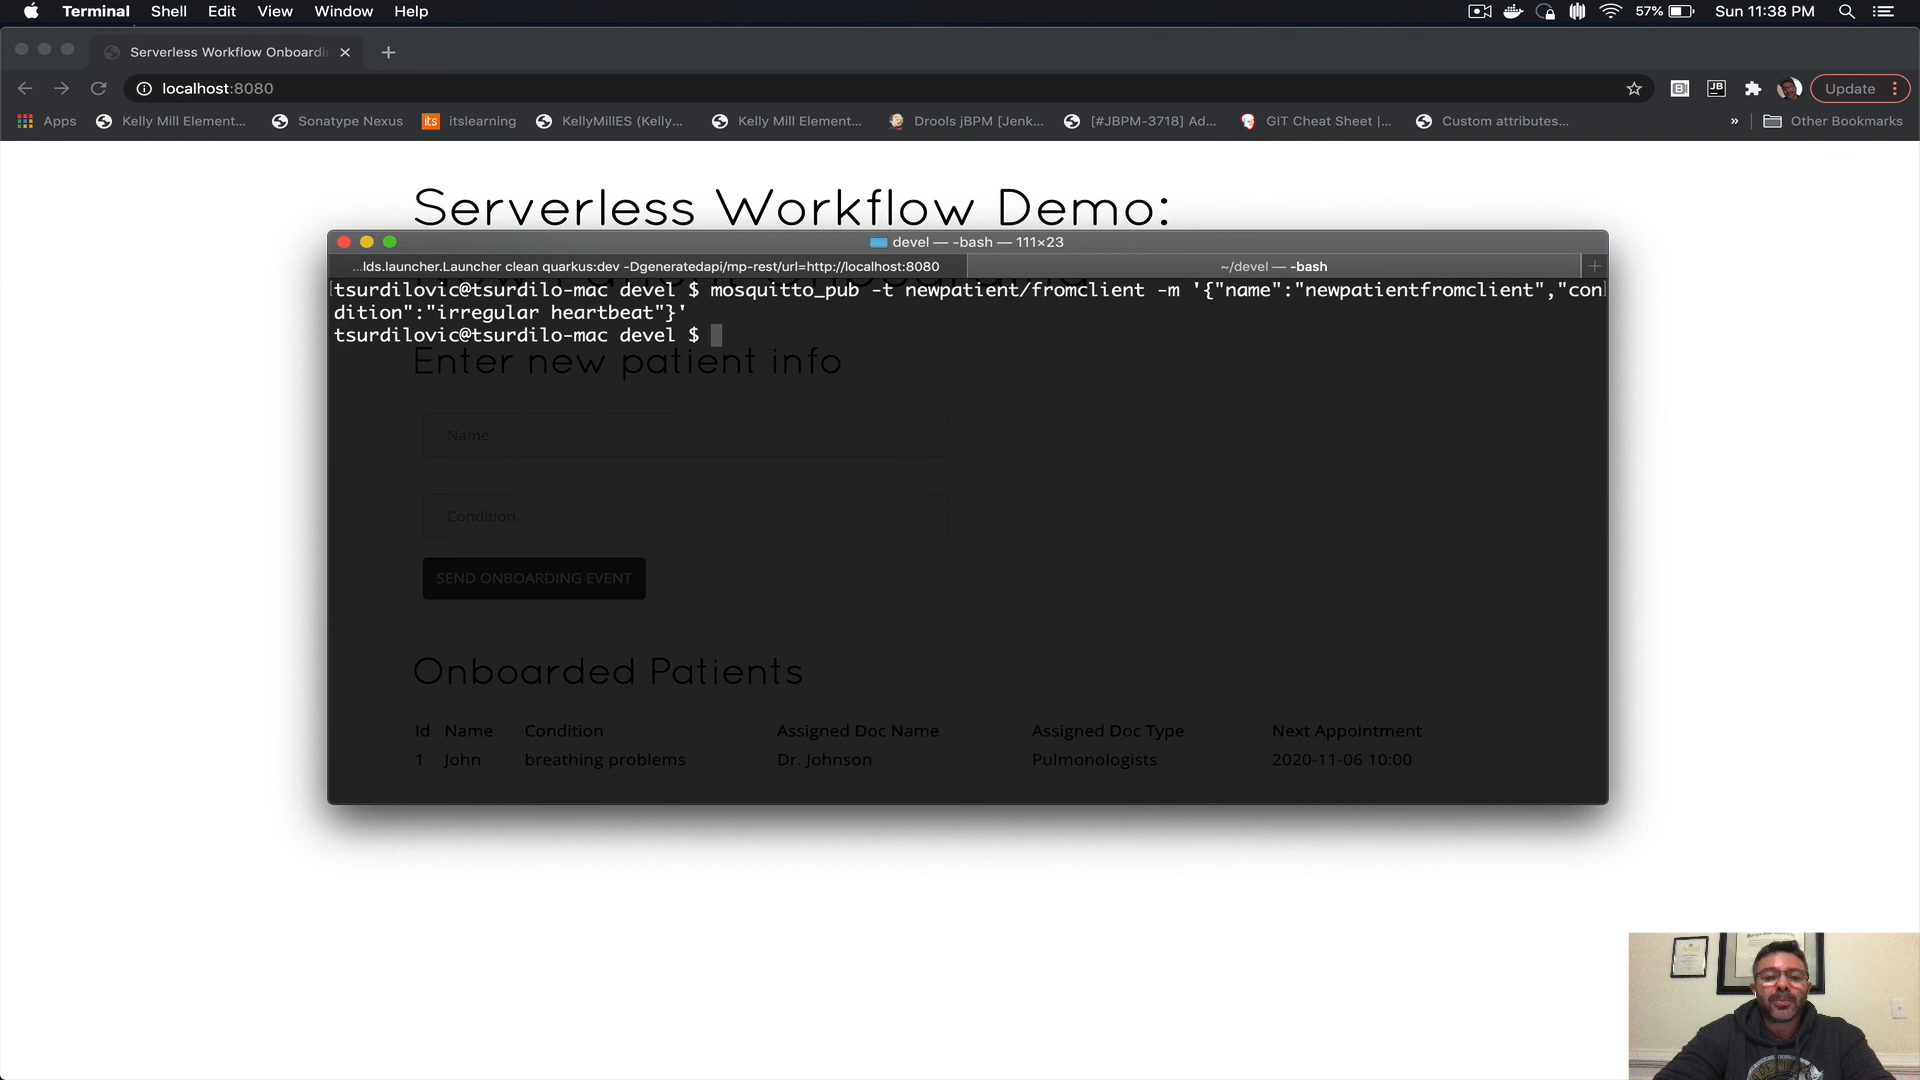 Terminal Shell Edit View Window Help 57% Sun 11:38 PM
Serverless Workflow Onboardi
localhost:8080 Update
Apps Kelly Mill Element... Sonatype Nexus its itslearning KellyMillES (Kelly... Kelly Mill Element... Drools jBPM [Jenk... [#JBPM-3718] Ad... GIT Cheat Sheet |... Custom attributes... » Other Bookmarks
Serverless Workflow Demo:
devel — -bash — 111×23
...lds.launcher.Launcher clean quarkus:dev -Dgeneratedapi/mp-rest/url=http://localhost:8080 ~/devel — -bash
tsurdilovic@tsurdilo-mac devel $ mosquitto_pub -t newpatient/fromclient -m '{"name":"newpatientfromclient","con
dition":"irregular heartbeat"}'
tsurdilovic@tsurdilo-mac devel $
Enter new patient info
Name
Condition
SEND ONBOARDING EVENT
Onboarded Patients
Id Name Condition Assigned Doc Name Assigned Doc Type Next Appointment
1 John breathing problems Dr. Johnson Pulmonologists 2020-11-06 10:00